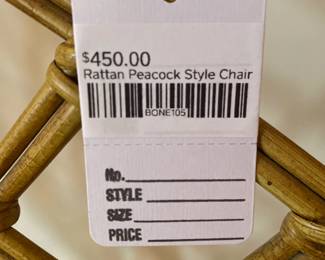 $450.00
Rattan Peacock Style Chair
BONE105
No.
STYLE
SIZE
PRICE